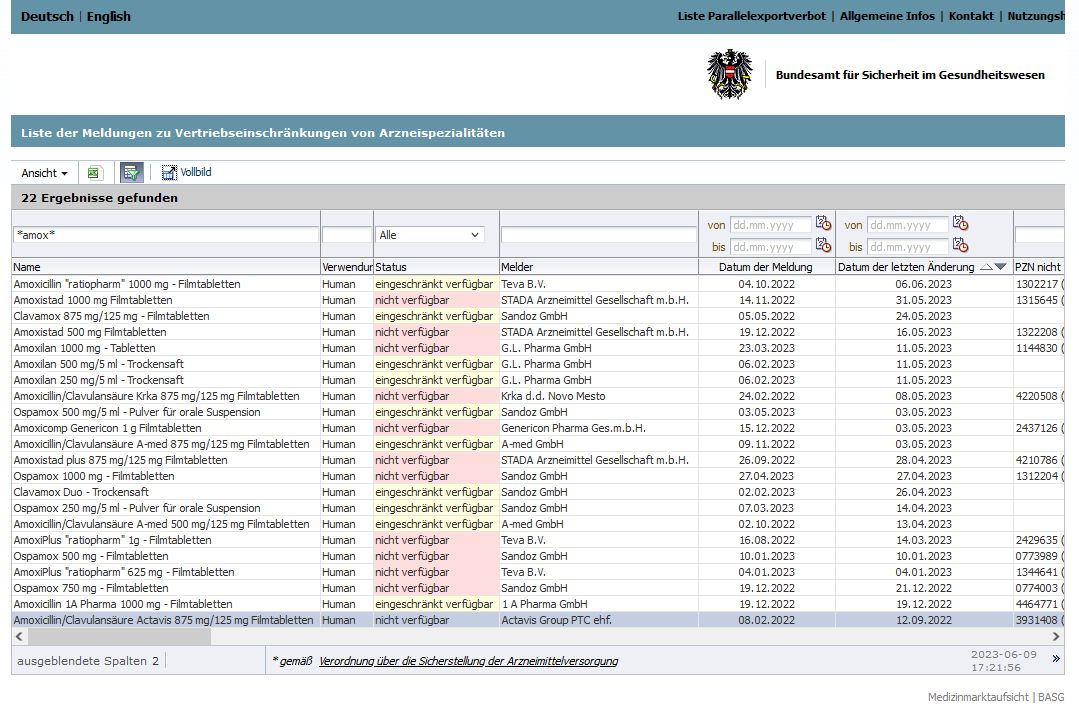 Deutsch | English Liste Parallelexportverbot | Allgemeine Infos | Kontakt | Nutzungsh
Bundesamt für Sicherheit im Gesundheitswesen
Liste der Meldungen zu Vertriebseinschränkungen von Arzneispezialitäten
Ansicht Vollbild
22 Ergebnisse gefunden
von dd.mm.yyyy von dd.mm.yyyy
*amox* Alle
bis dd.mm.yyyy bis dd.mm.yyyy
Name Verwendun Status Melder Datum der Meldung Datum der letzten Änderung PZN nicht
Amoxicillin "ratiopharm" 1000 mg - Filmtabletten Human eingeschränkt verfügbar Teva B.V. 04.10.2022 06.06.2023 1302217 (
Amoxistad 1000 mg Filmtabletten Human nicht verfügbar STADA Arzneimittel Gesellschaft m.b.H. 14.11.2022 31.05.2023 1315645 (
Clavamox 875 mg/125 mg - Filmtabletten Human eingeschränkt verfügbar Sandoz GmbH 05.05.2022 24.05.2023
Amoxistad 500 mg Filmtabletten Human nicht verfügbar STADA Arzneimittel Gesellschaft m.b.H. 19.12.2022 16.05.2023 1322208 (
Amoxilan 1000 mg - Tabletten Human nicht verfügbar G.L. Pharma GmbH 23.03.2023 11.05.2023 1144830 (
Amoxilan 500 mg/5 ml - Trockensaft Human eingeschränkt verfügbar G.L. Pharma GmbH 06.02.2023 11.05.2023
Amoxilan 250 mg/5 ml - Trockensaft Human eingeschränkt verfügbar G.L. Pharma GmbH 06.02.2023 11.05.2023
Amoxicillin/Clavulansäure Krka 875 mg/125 mg Filmtabletten Human nicht verfügbar Krka d.d. Novo Mesto 24.02.2022 08.05.2023 4220508 (
Ospamox 500 mg/5 ml - Pulver für orale Suspension Human eingeschränkt verfügbar Sandoz GmbH 03.05.2023 03.05.2023
Amoxicomp Genericon 1 g Filmtabletten Human nicht verfügbar Genericon Pharma Ges.m.b.H. 15.12.2022 03.05.2023 2437126 (
Amoxicillin/Clavulansäure A-med 875 mg/125 mg Filmtabletten Human eingeschränkt verfügbar A-med GmbH 09.11.2022 03.05.2023
Amoxistad plus 875 mg/125 mg Filmtabletten Human nicht verfügbar STADA Arzneimittel Gesellschaft m.b.H. 26.09.2022 28.04.2023 4210786 (
Ospamox 1000 mg - Filmtabletten Human nicht verfügbar Sandoz GmbH 27.04.2023 27.04.2023 1312204 (
Clavamox Duo - Trockensaft Human eingeschränkt verfügbar Sandoz GmbH 02.02.2023 26.04.2023
Ospamox 250 mg/5 ml - Pulver für orale Suspension Human eingeschränkt verfügbar Sandoz GmbH 07.03.2023 14.04.2023
Amoxicillin/Clavulansäure A-med 500 mg/125 mg Filmtabletten Human eingeschränkt verfügbar A-med GmbH 02.10.2022 13.04.2023
AmoxiPlus "ratiopharm" 1g - Filmtabletten Human nicht verfügbar Teva B.V. 16.08.2022 14.03.2023 2429635 (
Ospamox 500 mg - Filmtabletten Human nicht verfügbar Sandoz GmbH 10.01.2023 10.01.2023 0773989 (
AmoxiPlus "ratiopharm" 625 mg - Filmtabletten Human nicht verfügbar Teva B.V. 04.01.2023 04.01.2023 1344641 (
Ospamox 750 mg - Filmtabletten Human nicht verfügbar Sandoz GmbH 19.12.2022 21.12.2022 0774003 (
Amoxicillin 1A Pharma 1000 mg - Filmtabletten Human eingeschränkt verfügbar 1 A Pharma GmbH 19.12.2022 19.12.2022 4464771 (
Amoxicillin/Clavulansäure Actavis 875 mg/125 mg Filmtabletten Human nicht verfügbar Actavis Group PTC ehf. 08.02.2022 12.09.2022 3931408 (
ausgeblendete Spalten 2 * gemäß Verordnung über die Sicherstellung der Arzneimittelversorgung 2023-06-09 »
17:21:56
Medizinmarktaufsicht | BASG